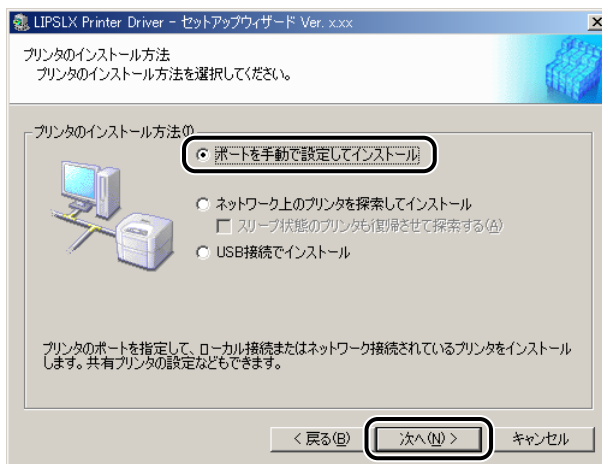 LIPSLX Printer Driver - セットアップウィザード Ver. x.xx
プリンタのインストール方法
プリンタのインストール方法を選択してください。
プリンタのインストール方法(I)
ポートを手動で設定してインストール
ネットワーク上のプリンタを探索してインストール
スリープ状態のプリンタも復帰させて探索する(A)
USB接続でインストール
プリンタのポートを指定して、ローカル接続またはネットワーク接続されているプリンタをインストール
します。共有プリンタの設定などもできます。
< 戻る(B) 次へ(N) > キャンセル